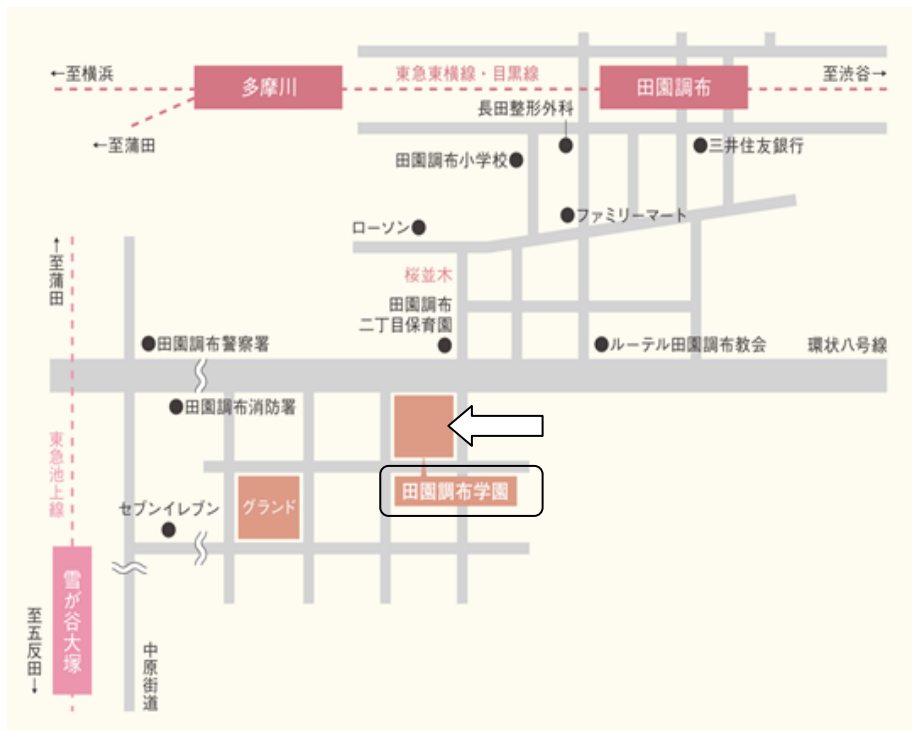 ←至横浜
多摩川
東急東横線・目黒線
田園調布
至渋谷→
←至蒲田
長田整形外科
田園調布小学校
三井住友銀行
ファミリーマート
ローソン
←至蒲田
桜並木
田園調布
二丁目保育園
田園調布警察署
ルーテル田園調布教会
環状八号線
田園調布消防署
東急池上線
田園調布学園
グランド
セブンイレブン
雪が谷大塚
至五反田→
中原街道